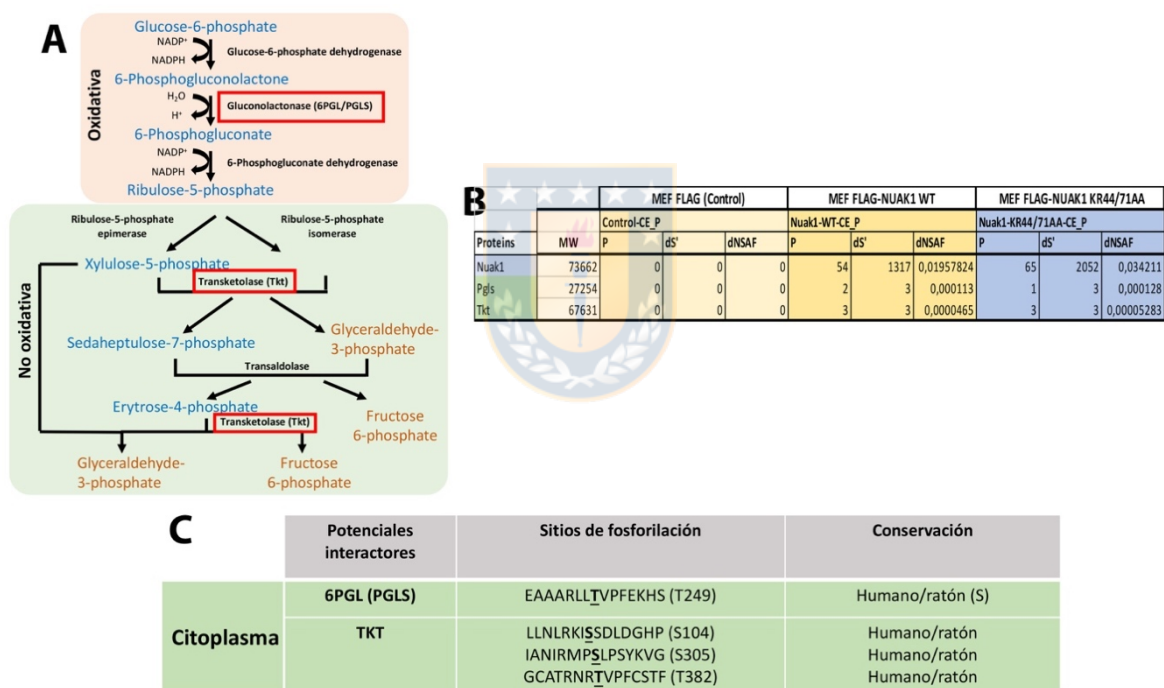 A
Oxidativa
Glucose-6-phosphate
NADP⁺
NADPH
Glucose-6-phosphate dehydrogenase
6-Phosphogluconolactone
H₂O
H⁺
Gluconolactonase (6PGL/PGLS)
6-Phosphogluconate
NADP⁺
NADPH
6-Phosphogluconate dehydrogenase
Ribulose-5-phosphate
No oxidativa
Ribulose-5-phosphate
epimerase
Ribulose-5-phosphate
isomerase
Xylulose-5-phosphate
Transketolase (Tkt)
Sedaheptulose-7-phosphate
Glyceraldehyde-
3-phosphate
Transaldolase
Erytrose-4-phosphate
Transketolase (Tkt)
Fructose
6-phosphate
Glyceraldehyde-
3-phosphate
Fructose
6-phosphate
B
MEF FLAG (Control) MEF FLAG-NUAK1 WT MEF FLAG-NUAK1 KR44/71AA
Control-CE_P Nuak1-WT-CE_P Nuak1-KR44/71AA-CE_P
Proteins MW P dS' dNSAF P dS' dNSAF P dS' dNSAF
Nuak1 73662 0 0 0 54 1317 0,01957824 65 2052 0,034211
Pgls 27254 0 0 0 2 3 0,000113 1 3 0,000128
Tkt 67631 0 0 0 3 3 0,0000465 3 3 0,00005283
C
Potenciales
interactores
Sitios de fosforilación
Conservación
Citoplasma
6PGL (PGLS) EAAARLLTVPFEKHS (T249) Humano/ratón (S)
TKT LLNLRKISSDLDGHP (S104) Humano/ratón
IANIRMPSLPSYKVG (S305) Humano/ratón
GCATRNRTVPFCSTF (T382) Humano/ratón